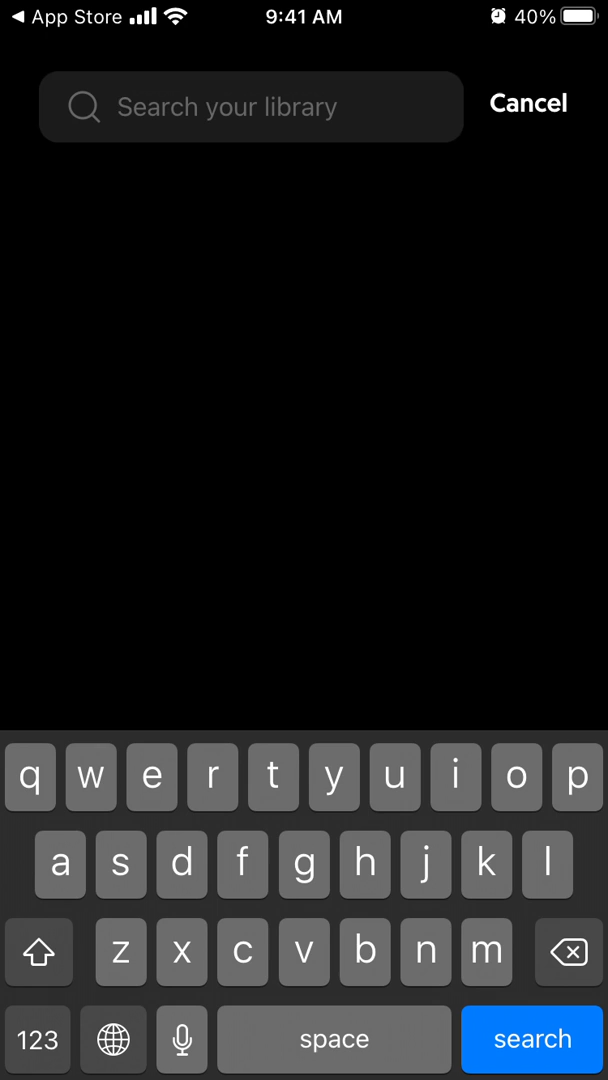 App Store 9:41 AM 40%
Search your library Cancel
q w e r t y u i o p
a s d f g h j k l
z x c v b n m
123 space search